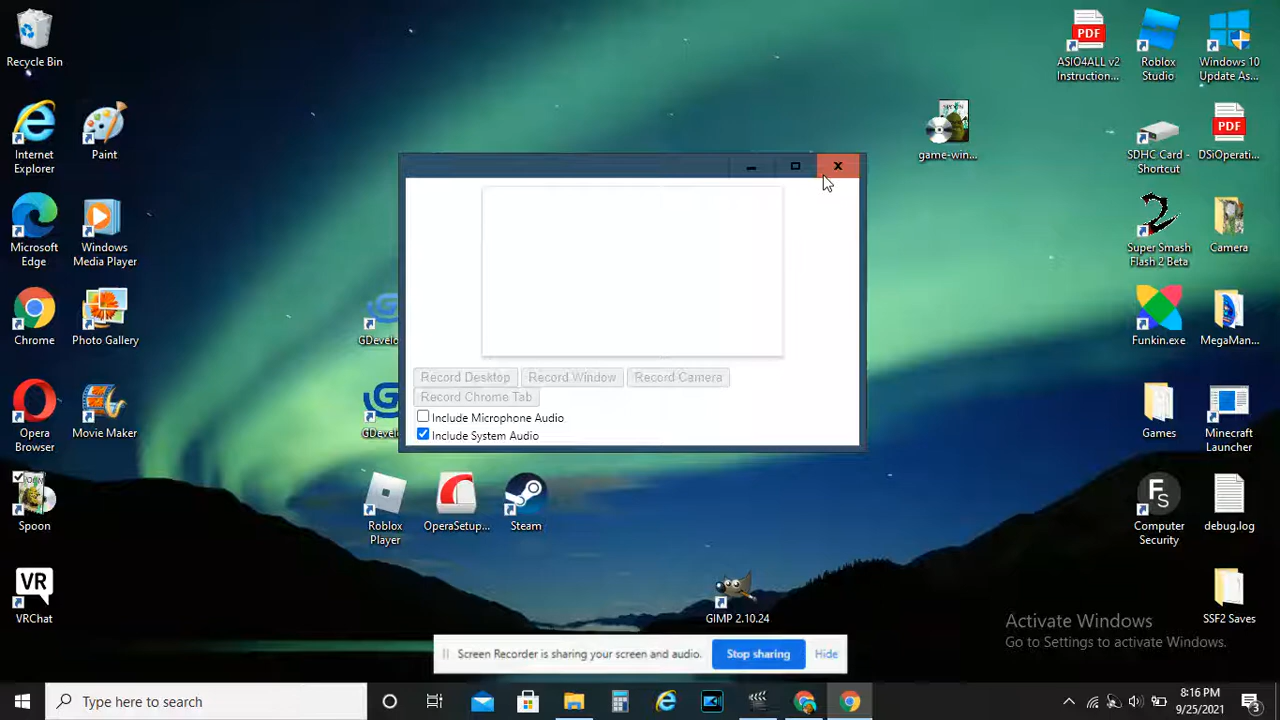 Recycle Bin
Internet
Explorer
Paint
Microsoft
Edge
Windows
Media Player
Chrome
Photo Gallery
Opera
Browser
Movie Maker
Spoon
VR
VRChat
GDevelo
GDevelo
Roblox
Player
OperaSetup...
Steam
GIMP 2.10.24
Record Desktop
Record Window
Record Camera
Record Chrome Tab
Include Microphone Audio
Include System Audio
Screen Recorder is sharing your screen and audio.
Stop sharing
Hide
game-win...
PDF
ASIO4ALL v2
Instruction...
Roblox
Studio
Windows 10
Update As...
SDHC Card -
Shortcut
PDF
DSiOperati...
2
Super Smash
Flash 2 Beta
Camera
Funkin.exe
MegaMan...
Games
Minecraft
Launcher
FS
Computer
Security
debug.log
SSF2 Saves
Activate Windows
Go to Settings to activate Windows.
Type here to search
8:16 PM
9/25/2021
3